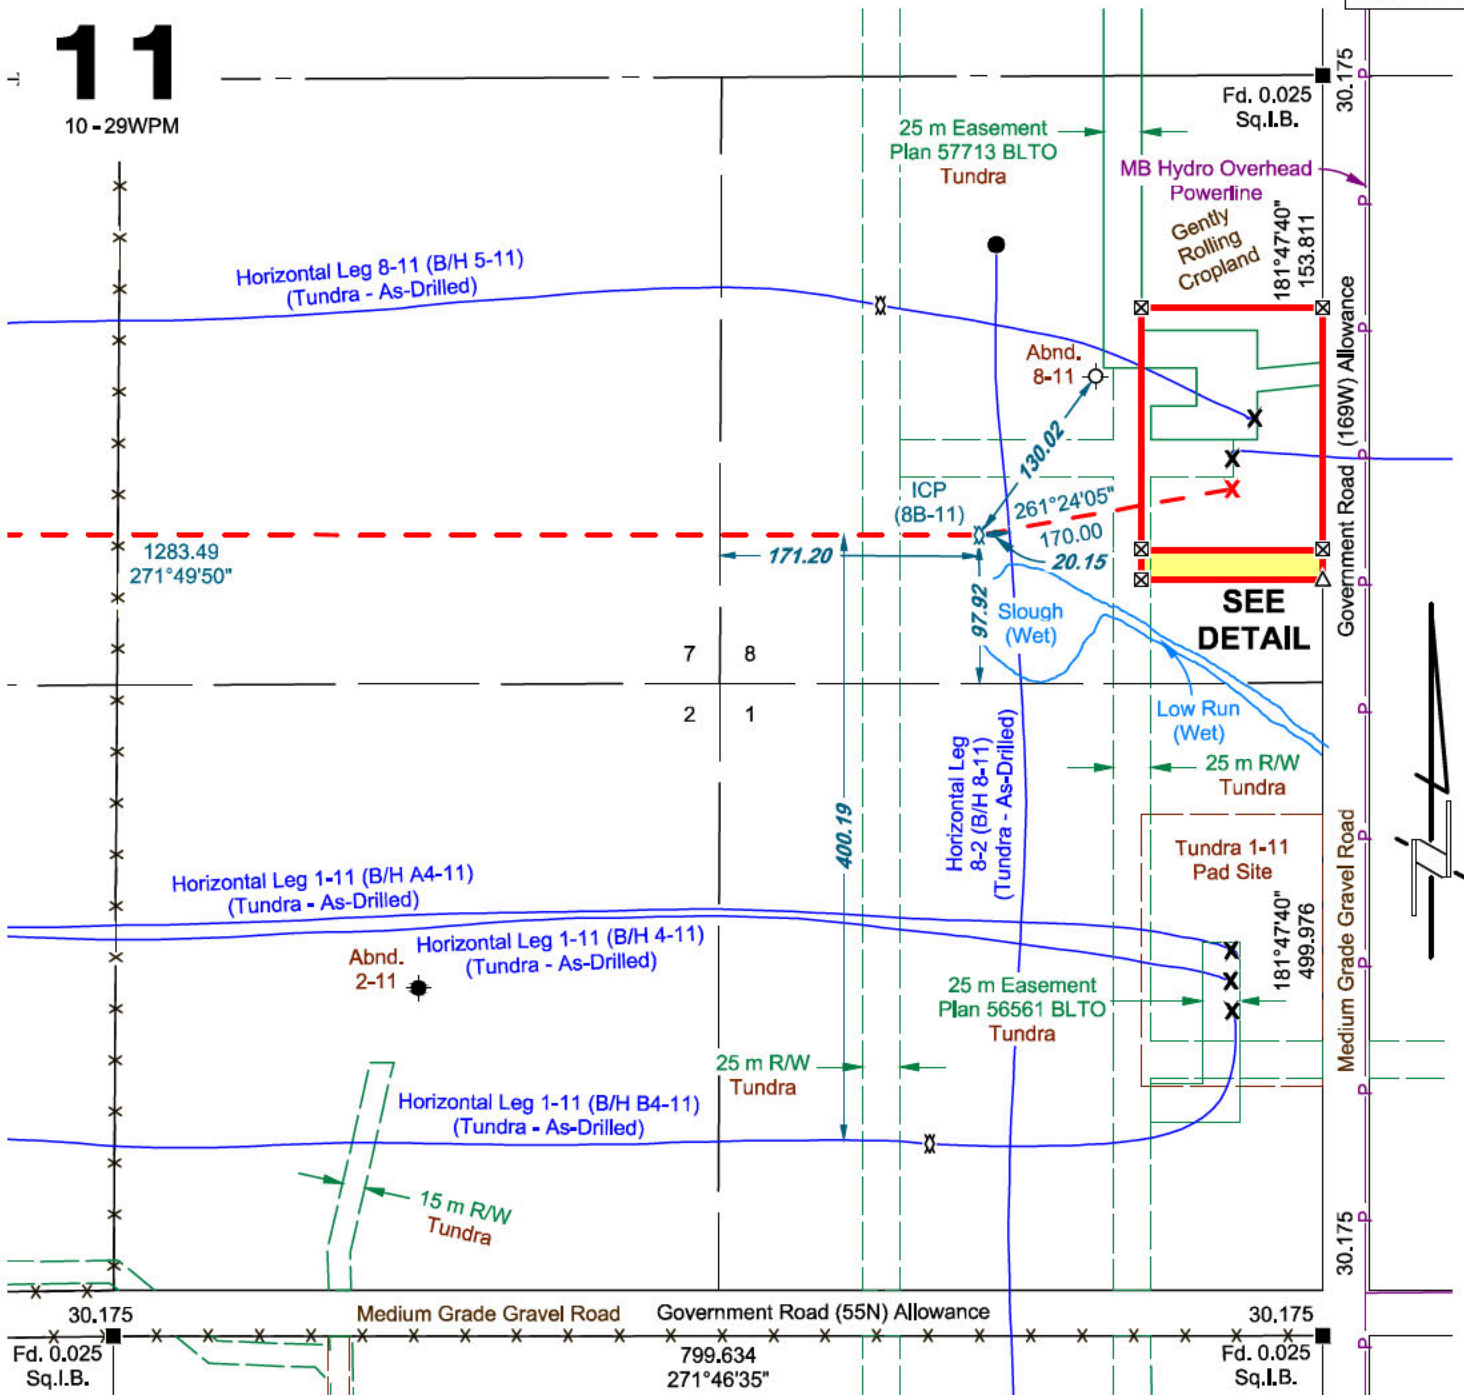 11
10 - 29WPM
Fd. 0.025
Sq.I.B.
30.175
25 m Easement
Plan 57713 BLTO
Tundra
MB Hydro Overhead
Powerline
Gently
Rolling
Cropland
181°47'40"
153.811
Horizontal Leg 8-11 (B/H 5-11)
(Tundra - As-Drilled)
Abnd.
8-11
Government Road (169W) Allowance
130.02
ICP
(8B-11)
261°24'05"
170.00
20.15
1283.49
271°49'50"
171.20
97.92
Slough
(Wet)
SEE
DETAIL
7 8
2 1
Low Run
(Wet)
25 m R/W
Tundra
Horizontal Leg
8-2 (B/H 8-11)
(Tundra - As-Drilled)
400.19
Tundra 1-11
Pad Site
Medium Grade Gravel Road
Horizontal Leg 1-11 (B/H A4-11)
(Tundra - As-Drilled)
Horizontal Leg 1-11 (B/H 4-11)
(Tundra - As-Drilled)
Abnd.
2-11
181°47'40"
499.976
25 m Easement
Plan 56561 BLTO
Tundra
25 m R/W
Tundra
Horizontal Leg 1-11 (B/H B4-11)
(Tundra - As-Drilled)
15 m R/W
Tundra
30.175
30.175
Medium Grade Gravel Road
Government Road (55N) Allowance
30.175
Fd. 0.025
Sq.I.B.
799.634
271°46'35"
Fd. 0.025
Sq.I.B.
P
P
P
P
P
P
P
P
P
P
P